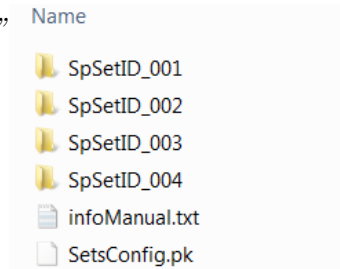 ” Name
SpSetID_001
SpSetID_002
SpSetID_003
SpSetID_004
infoManual.txt
SetsConfig.pk